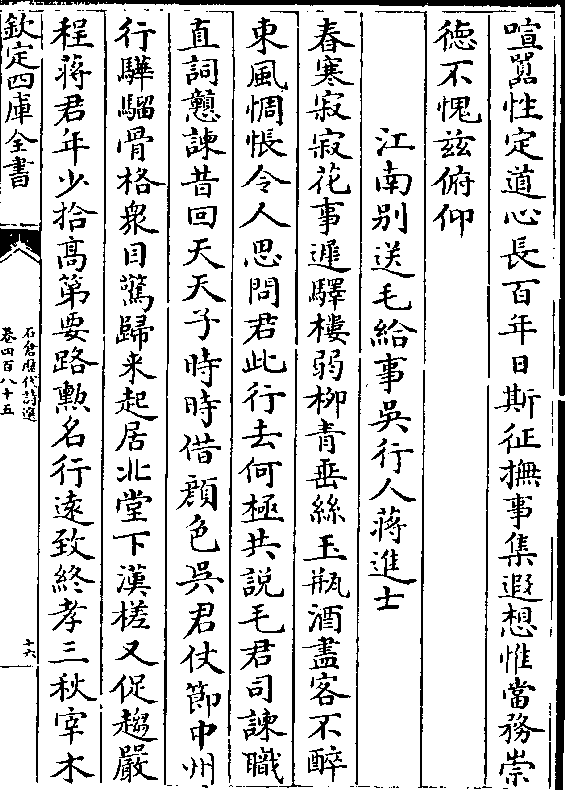 喧嚣性定道心長百年日斯征撫事集遐想惟當務崇
徳不愧兹俯仰
江南别送毛給事吳行人蔣進士
春寒寂寂花事遲驛樓弱柳青垂絲玉瓶酒盡客不醉
東風惆悵令人思問君此行去何極共說毛君司諫職
直詞戇諫昔回天天子時時借顔色吳君仗節中州
行驊騮骨格衆目驚歸来起居北堂下漢槎又促趨嚴
程蔣君年少拾髙第要路勲名行遠致終孝三秋宰木
欽定四庫全書
石倉歴代詩選
卷四百八十五
十六